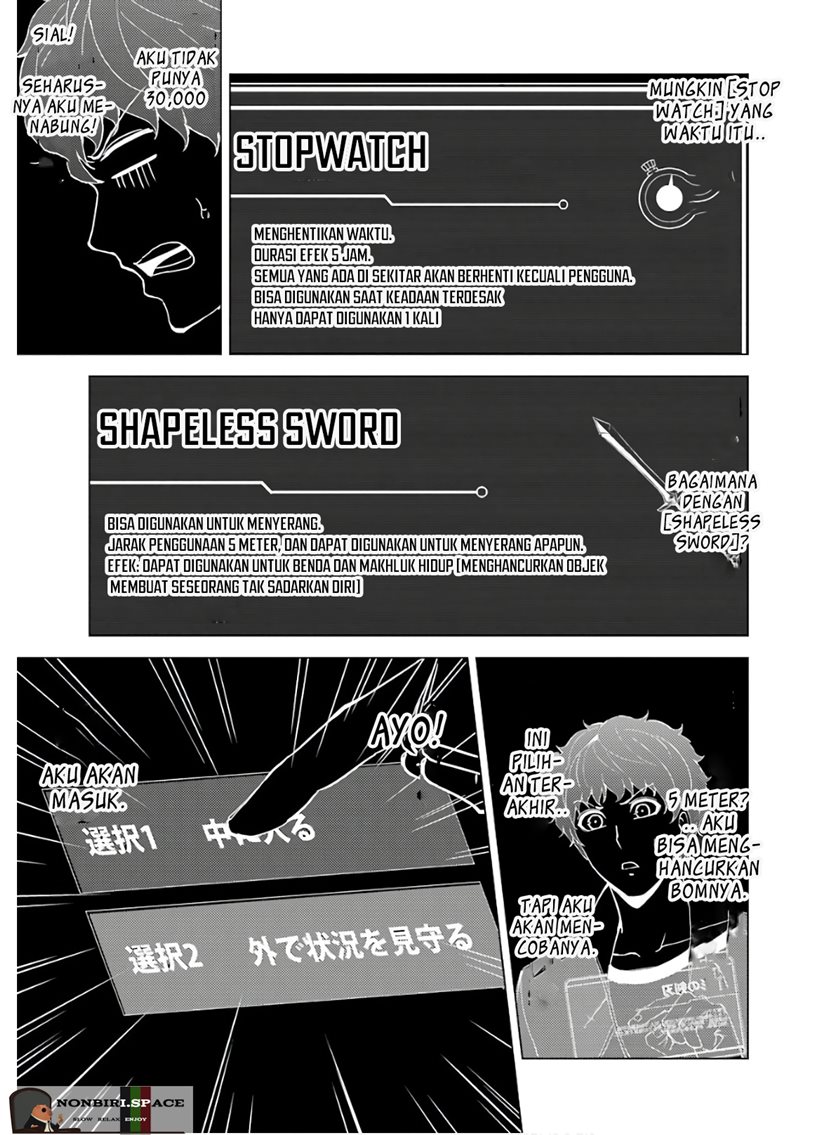 SIAL!
SEHARUS-
NYA AKU ME-
NABUNG!
AKU TIDAK
PUNYA
30,000
MUNGKIN [STOP
WATCH] YANG
WAKTU ITU..
STOPWATCH
MENGHENTIKAN WAKTU.
DURASI EFEK 5 JAM.
SEMUA YANG ADA DI SEKITAR AKAN BERHENTI KECUALI PENGGUNA.
BISA DIGUNAKAN SAAT KEADAAN TERDESAK
HANYA DAPAT DIGUNAKAN 1 KALI
SHAPELESS SWORD
BISA DIGUNAKAN UNTUK MENYERANG.
JARAK PENGGUNAAN 5 METER, DAN DAPAT DIGUNAKAN UNTUK MENYERANG APAPUN.
EFEK: DAPAT DIGUNAKAN UNTUK BENDA DAN MAKHLUK HIDUP [MENGHANCURKAN OBJEK
MEMBUAT SESEORANG TAK SADARKAN DIRI]
BAGAIMANA
DENGAN
[SHAPELESS
SWORD]?
AYO!
AKU AKAN
MASUK.
選択1
選択2 外で状況を見守る
INI
PILIH-
AN TER-
AKHIR..
5 METER?
.. AKU
BISA MENG-
HANCURKAN
BOMNYA.
TAPI AKU
AKAN MEN-
COBANYA.
NONBIRI.SPACE
SLOW RELAX ENJOY